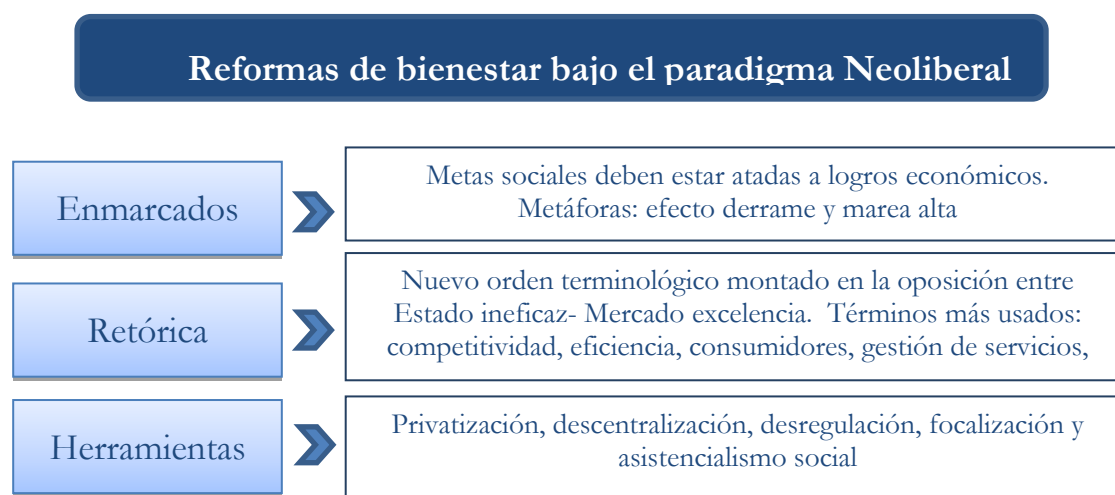 Reformas de bienestar bajo el paradigma Neoliberal
Enmarcados
Metas sociales deben estar atadas a logros económicos.
Metáforas: efecto derrame y marea alta
Retórica
Nuevo orden terminológico montado en la oposición entre
Estado ineficaz- Mercado excelencia. Términos más usados:
competitividad, eficiencia, consumidores, gestión de servicios,
Herramientas
Privatización, descentralización, desregulación, focalización y
asistencialismo social